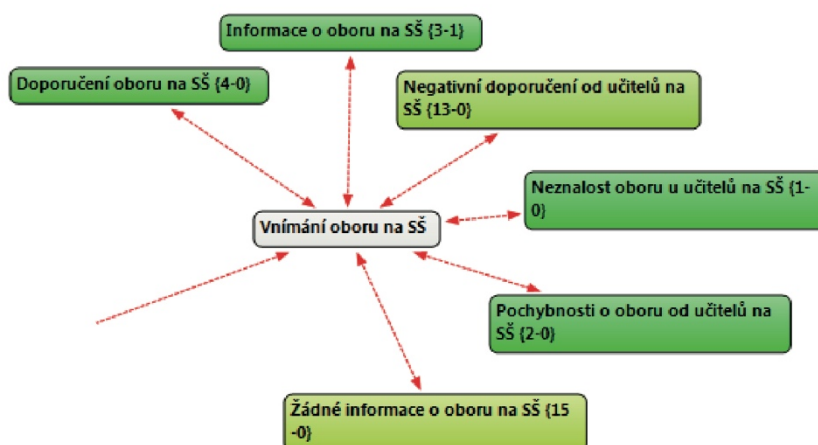 Informace o oboru na SŠ {3-1}
Doporučení oboru na SŠ {4-0}
Negativní doporučení od učitelů na
SŠ {13-0}
Neznalost oboru u učitelů na SŠ {1-
0}
Vnímání oboru na SŠ
Pochybnosti o oboru od učitelů na
SŠ {2-0}
Žádné informace o oboru na SŠ {15
-0}